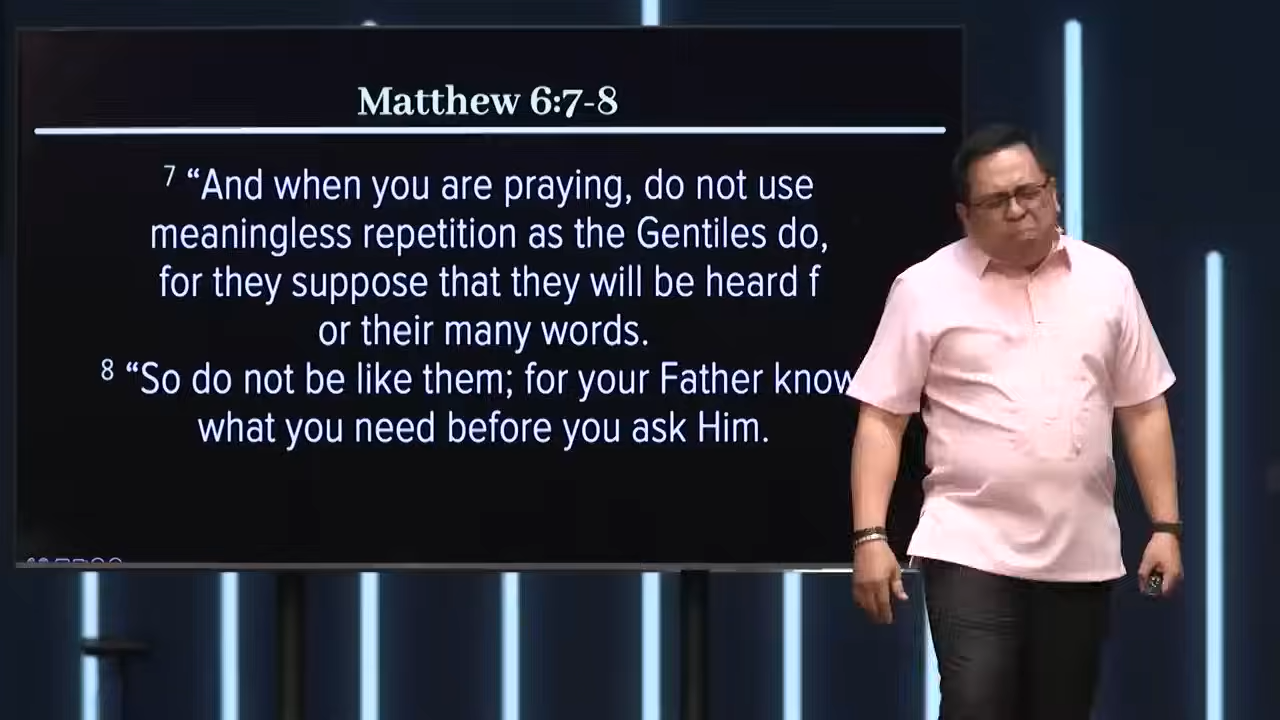 Matthew 6:7-8
7 “And when you are praying, do not use
meaningless repetition as the Gentiles do,
for they suppose that they will be heard f
or their many words.
8 “So do not be like them; for your Father know
what you need before you ask Him.